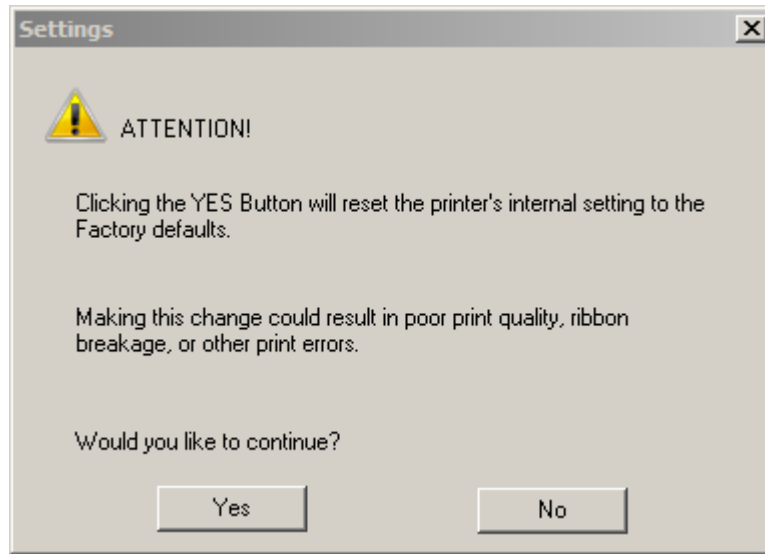 Settings
ATTENTION!
Clicking the YES Button will reset the printer's internal setting to the
Factory defaults.
Making this change could result in poor print quality, ribbon
breakage, or other print errors.
Would you like to continue?
Yes No